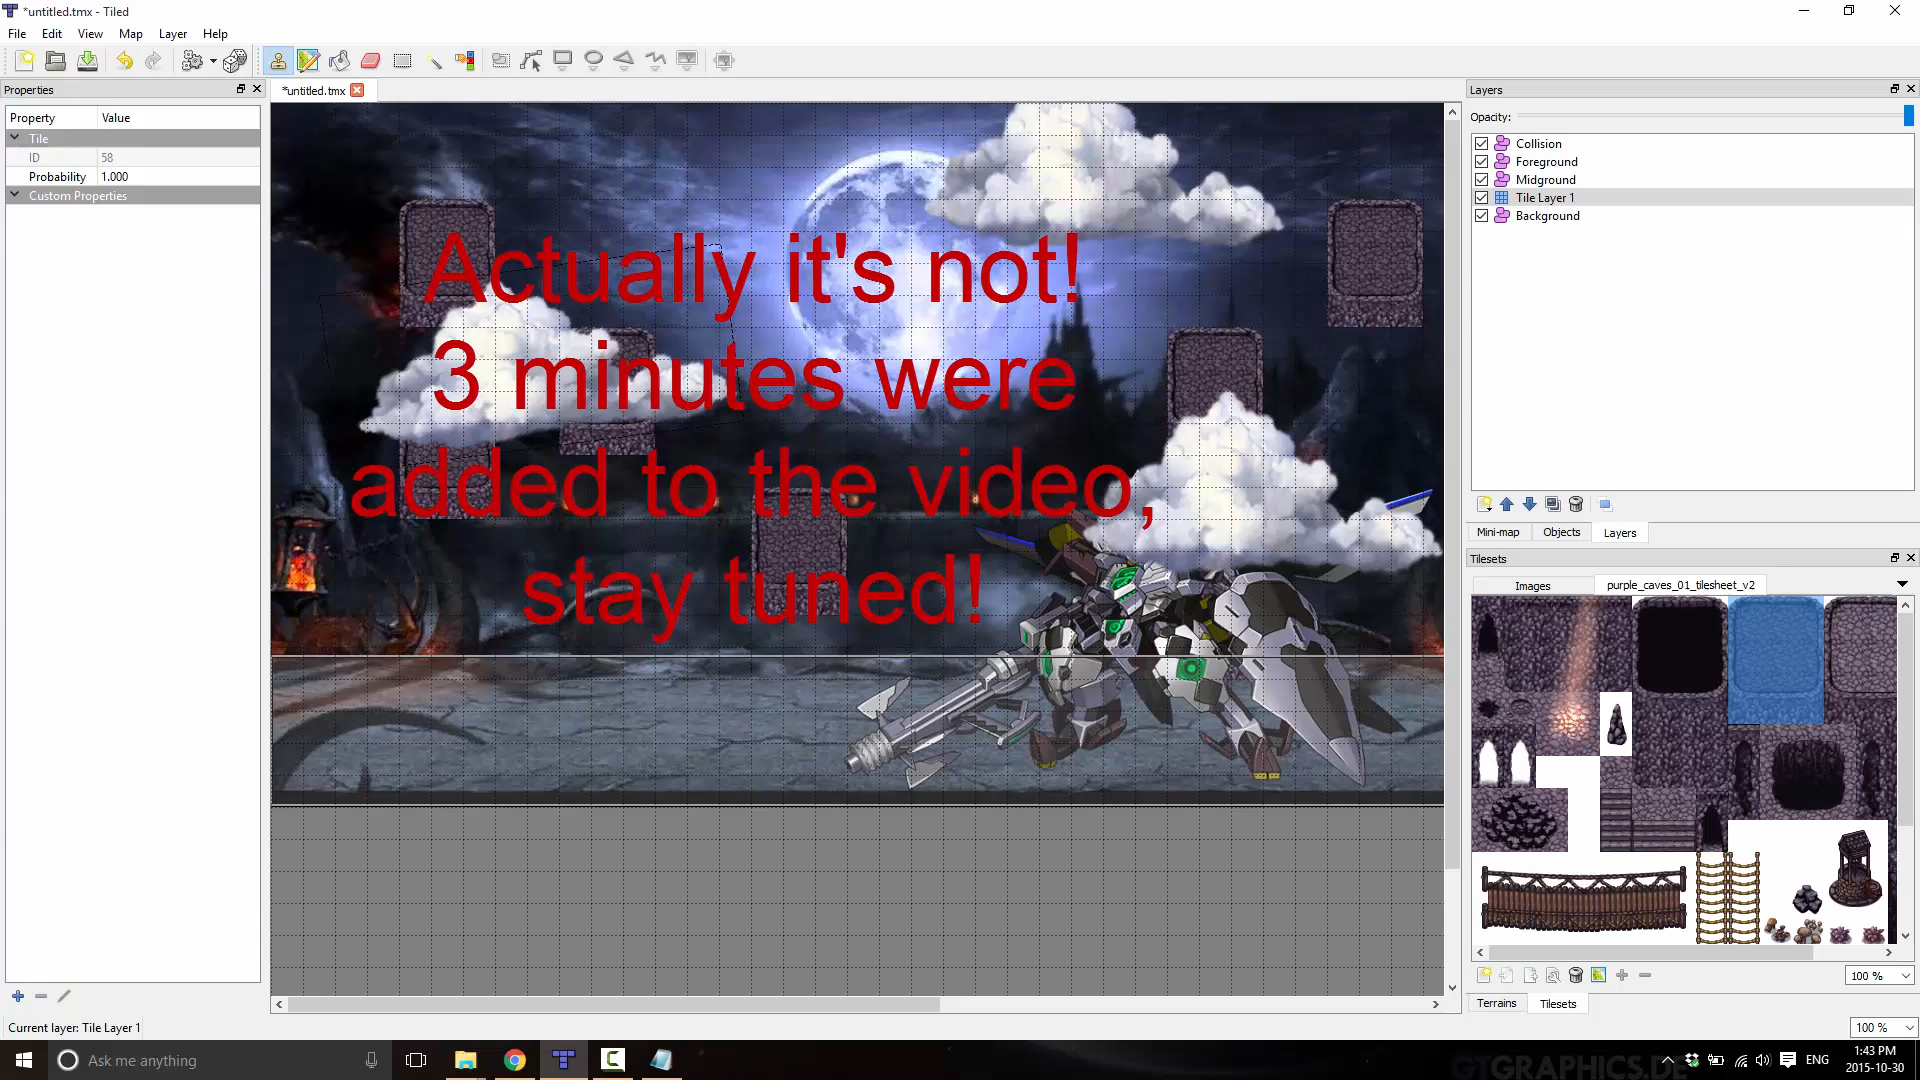 *untitled.tmx - Tiled
File Edit View Map Layer Help
Properties
*untitled.tmx
Layers
Property Value
Opacity:
Tile
ID 58
Probability 1.000
Custom Properties
Collision
Foreground
Midground
Tile Layer 1
Background
Actually it's not!
3 minutes were
added to the video,
stay tuned!
Mini-map Objects Layers
Tilesets
Images purple_caves_01_tilesheet_v2
100 %
Terrains Tilesets
Current layer: Tile Layer 1
100 %
Ask me anything
GTGRAPHICS.DE
ENG
1:43 PM
2015-10-30